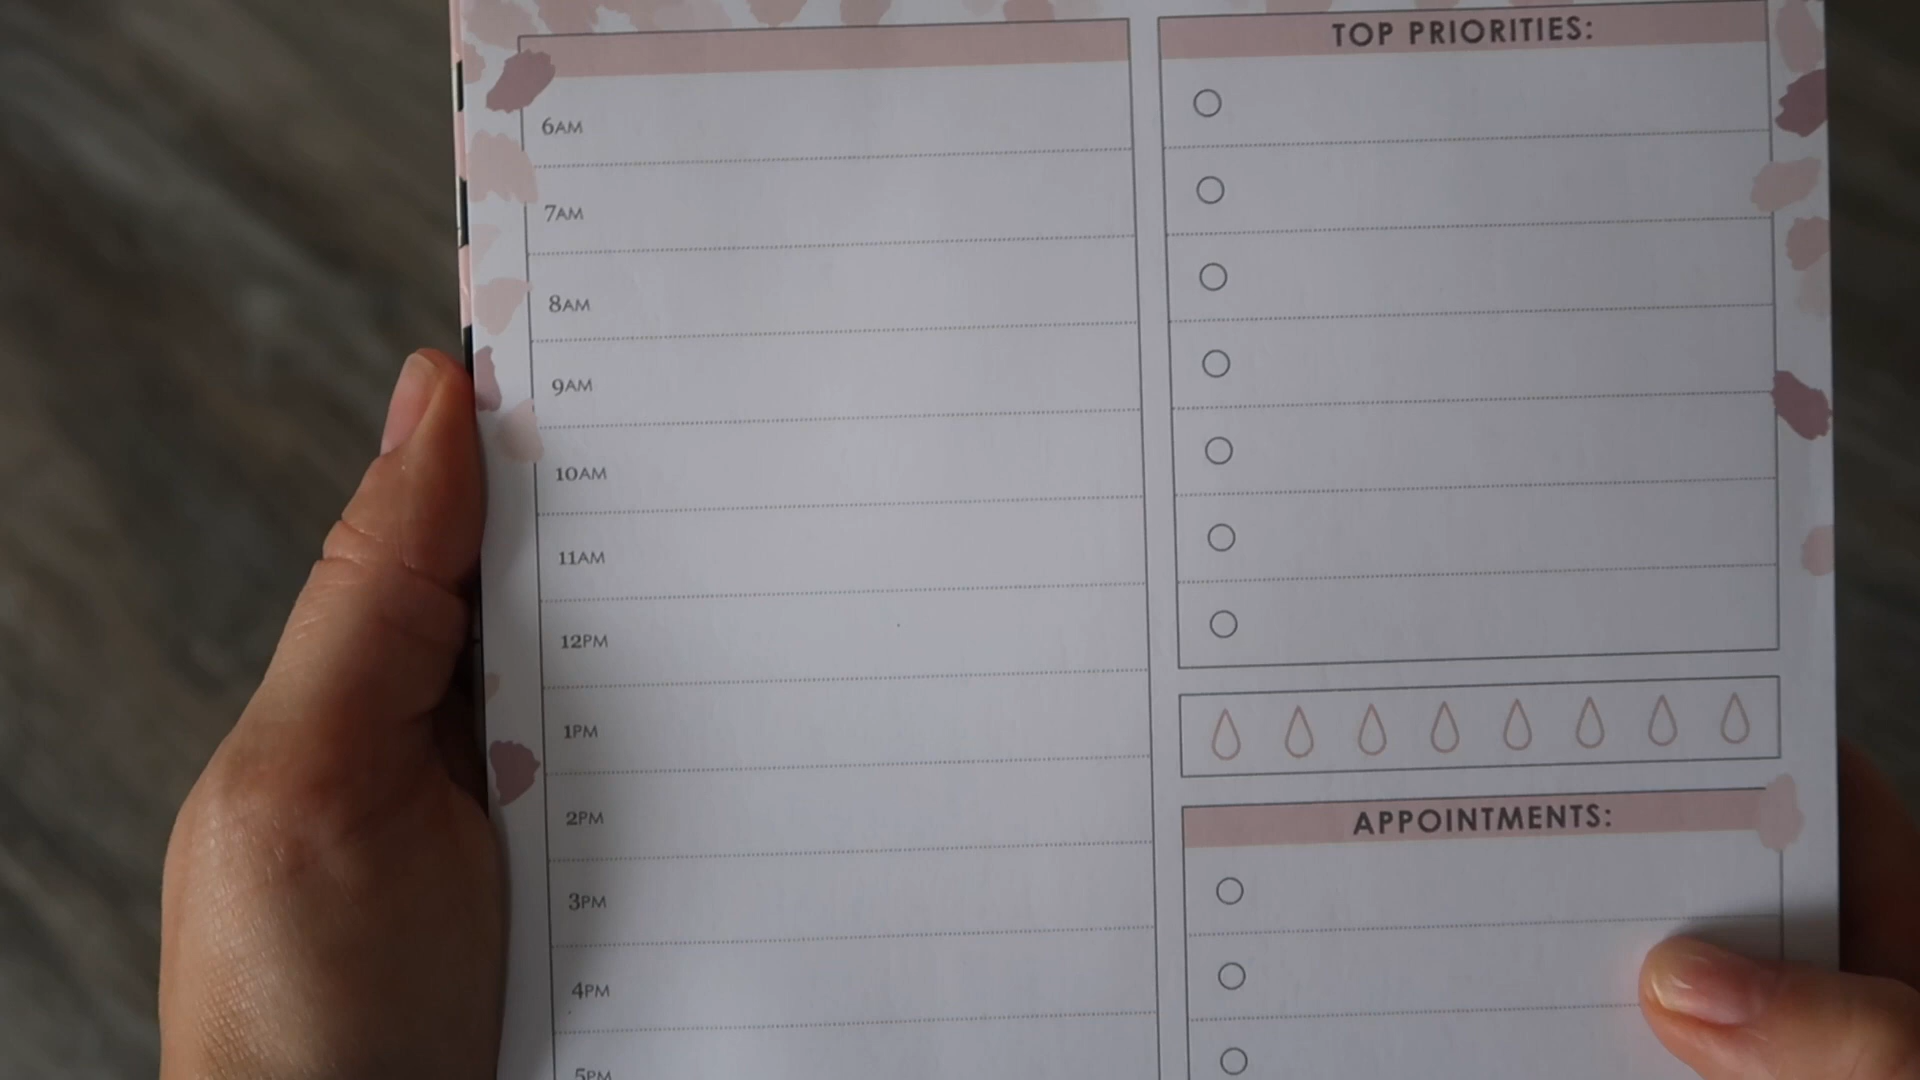 6AM
7AM
8AM
9AM
10AM
11AM
12PM
1PM
2PM
3PM
4PM
5PM
TOP PRIORITIES:
APPOINTMENTS: